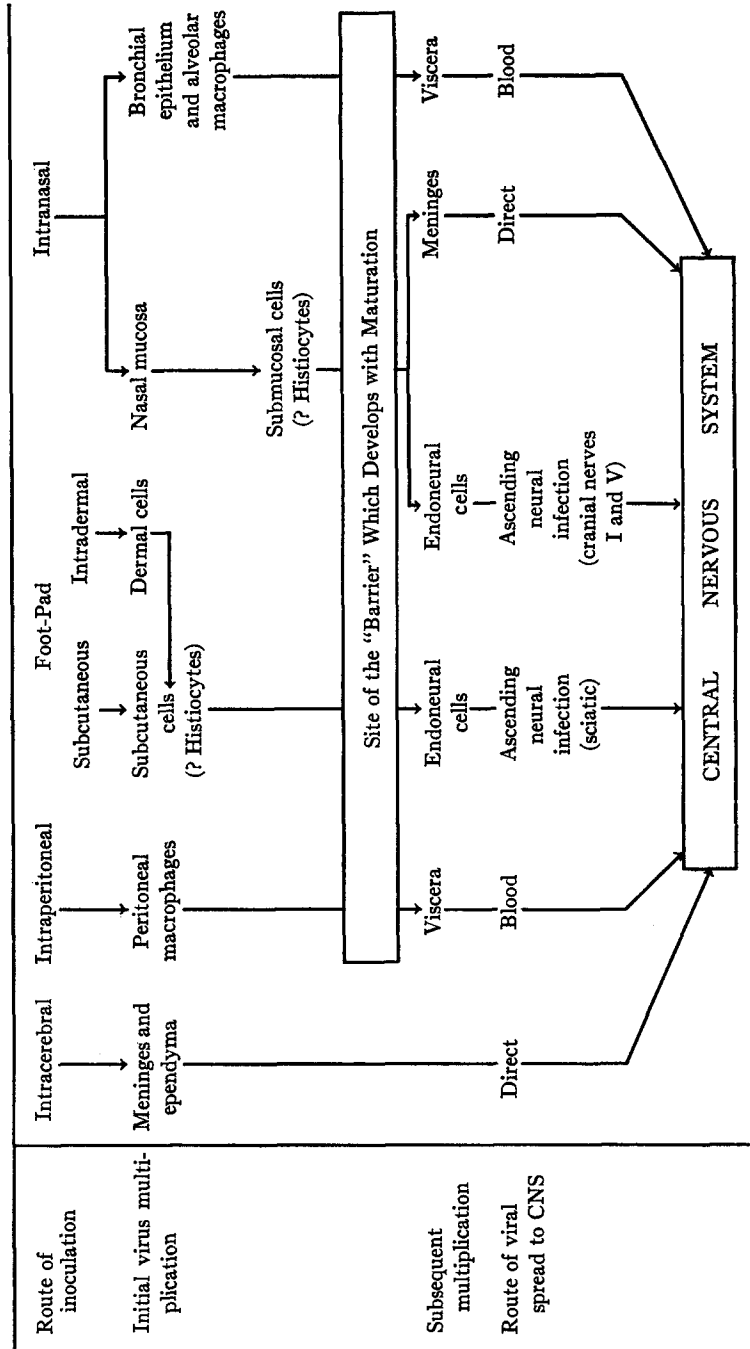 Route of
inoculation
Intracerebral
Intraperitoneal
Foot-Pad
Subcutaneous
Intradermal
Intranasal
Initial virus multi-
plication
Meninges and
ependyma
Peritoneal
macrophages
Subcutaneous
cells
(? Histiocytes)
Dermal cells
Nasal mucosa
Bronchial
epithelium
and alveolar
macrophages
Submucosal cells
(? Histiocytes)
Site of the “Barrier” Which Develops with Maturation
Subsequent
multiplication
Viscera
Endoneural
cells
Endoneural
cells
Meninges
Viscera
Route of viral
spread to CNS
Direct
Blood
Ascending
neural
infection
(sciatic)
Ascending
neural
infection
(cranial nerves
I and V)
Direct
Blood
CENTRAL NERVOUS SYSTEM